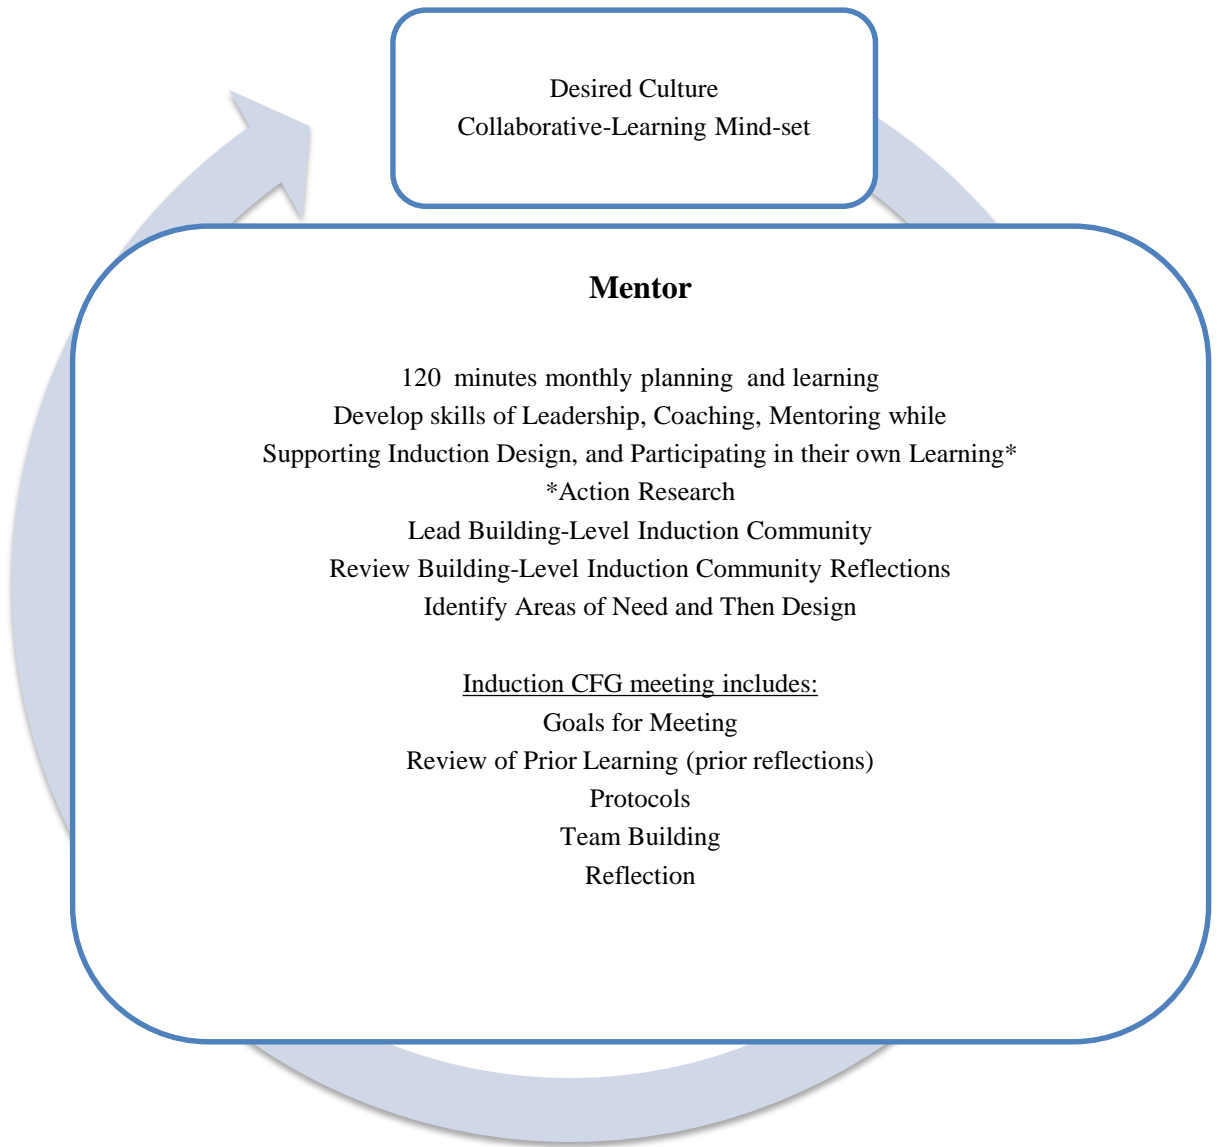 Desired Culture
Collaborative-Learning Mind-set
Mentor
120 minutes monthly planning and learning
Develop skills of Leadership, Coaching, Mentoring while
Supporting Induction Design, and Participating in their own Learning*
*Action Research
Lead Building-Level Induction Community
Review Building-Level Induction Community Reflections
Identify Areas of Need and Then Design
Induction CFG meeting includes:
Goals for Meeting
Review of Prior Learning (prior reflections)
Protocols
Team Building
Reflection